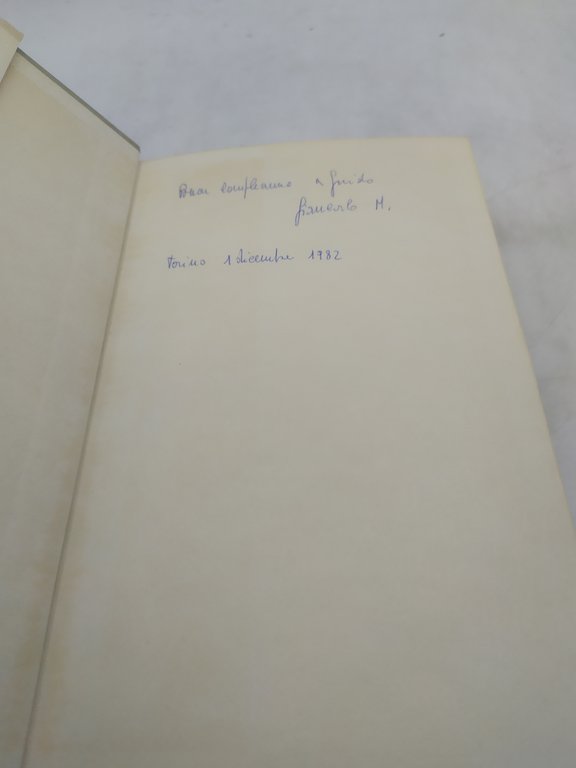 Buon compleanno a Guido
Giancarlo M.
Torino 1 dicembre 1982